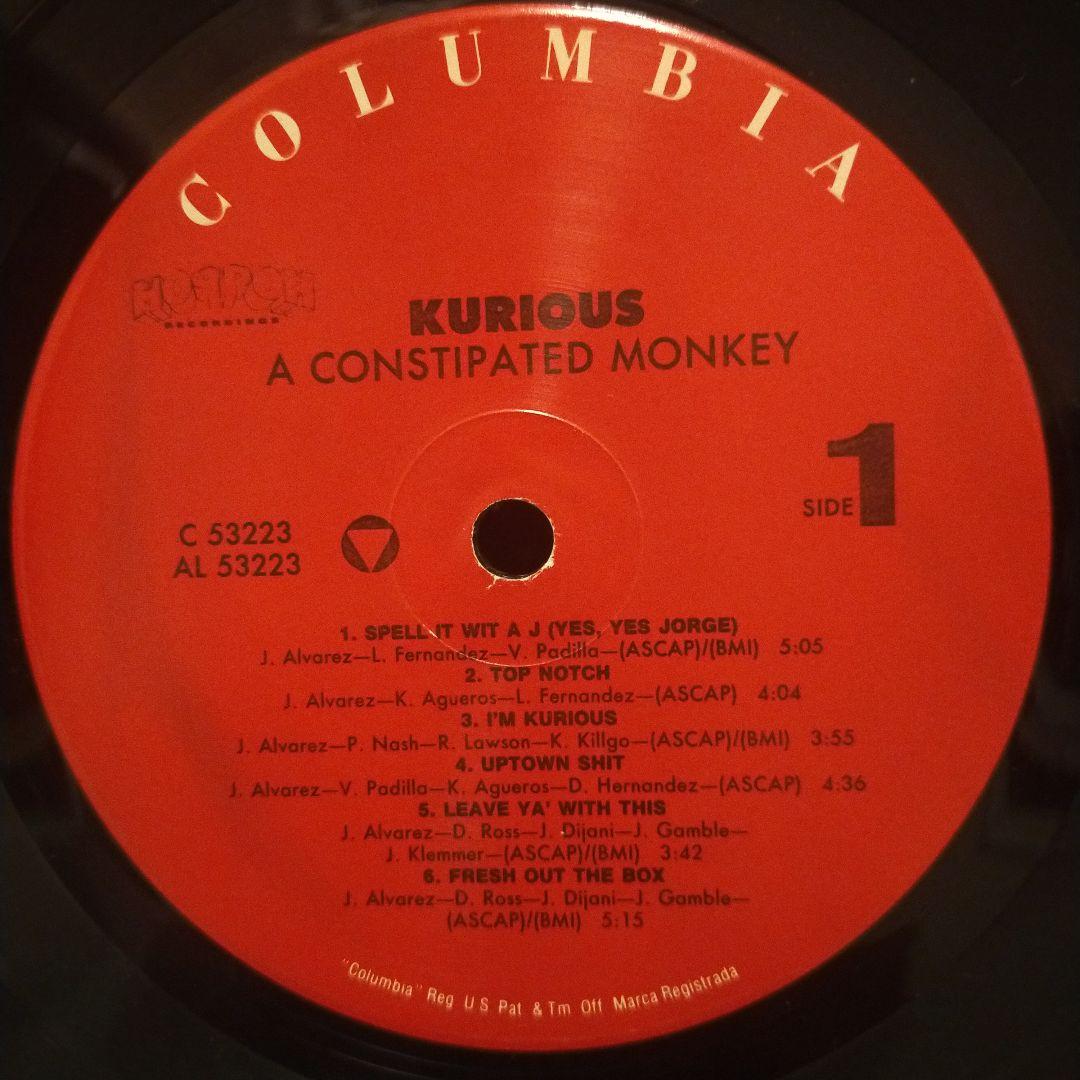 COLUMBIA
HOPPOH
RECORDINGS
KURIOUS
A CONSTIPATED MONKEY
SIDE 1
C 53223
AL 53223
1. SPELL IT WIT A J (YES, YES JORGE)
J. Alvarez—L. Fernandez—V. Padilla—(ASCAP)/(BMI) 5:05
2. TOP NOTCH
J. Alvarez—K. Agueros—L. Fernandez—(ASCAP) 4:04
3. I'M KURIOUS
J. Alvarez—P. Nash—R. Lawson—K. Killgo—(ASCAP)/(BMI) 3:55
4. UPTOWN SHIT
J. Alvarez—V. Padilla—K. Agueros—D. Hernandez—(ASCAP) 4:36
5. LEAVE YA' WITH THIS
J. Alvarez—D. Ross—J. Dijani—J. Gamble—
J. Klemmer—(ASCAP)/(BMI) 3:42
6. FRESH OUT THE BOX
J. Alvarez—D. Ross—J. Dijani—J. Gamble—
(ASCAP)/(BMI) 5:15
"Columbia" Reg U S Pat & Tm Off Marca Registrada